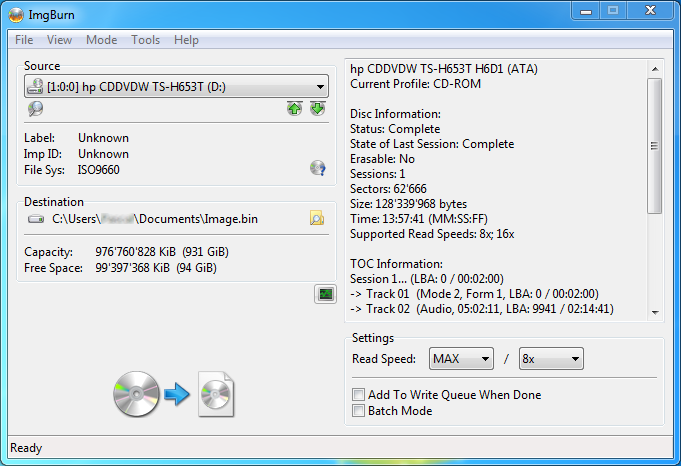 ImgBurn
File View Mode Tools Help
Source
[1:0:0] hp CDDVDW TS-H653T (D:)
Label: Unknown
Imp ID: Unknown
File Sys: ISO9660
Destination
C:\Users\ \Documents\Image.bin
Capacity: 976'760'828 KiB (931 GiB)
Free Space: 99'397'368 KiB (94 GiB)
hp CDDVDW TS-H653T H6D1 (ATA)
Current Profile: CD-ROM
Disc Information:
Status: Complete
State of Last Session: Complete
Erasable: No
Sessions: 1
Sectors: 62'666
Size: 128'339'968 bytes
Time: 13:57:41 (MM:SS:FF)
Supported Read Speeds: 8x; 16x
TOC Information:
Session 1... (LBA: 0 / 00:02:00)
-> Track 01 (Mode 2, Form 1, LBA: 0 / 00:02:00)
-> Track 02 (Audio, 05:02:11, LBA: 9941 / 02:14:41)
Settings
Read Speed: MAX / 8x
Add To Write Queue When Done
Batch Mode
Ready